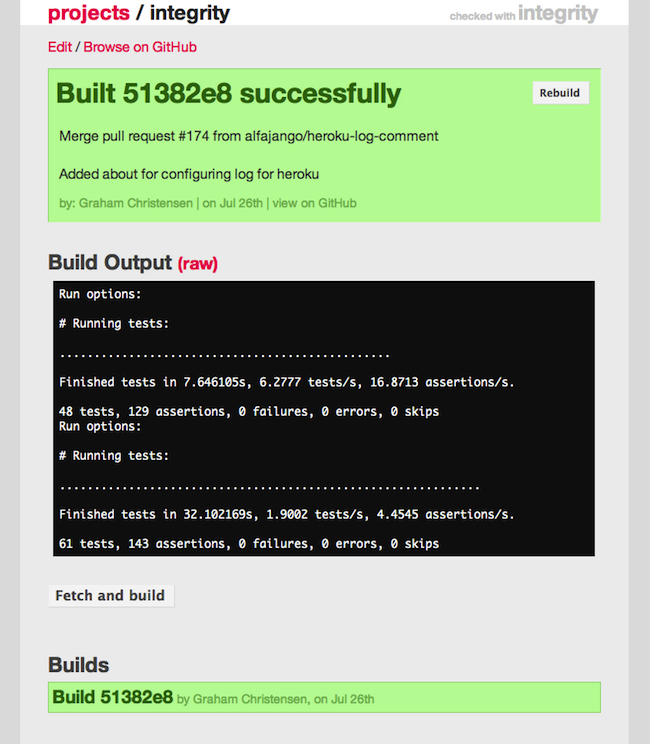 projects / integrity
checked with integrity
Edit / Browse on GitHub
Built 51382e8 successfully
Rebuild
Merge pull request #174 from alfajango/heroku-log-comment
Added about for configuring log for heroku
by: Graham Christensen | on Jul 26th | view on GitHub
Build Output (raw)
Run options:
# Running tests:
................................................
Finished tests in 7.646105s, 6.2777 tests/s, 16.8713 assertions/s.
48 tests, 129 assertions, 0 failures, 0 errors, 0 skips
Run options:
# Running tests:
.............................................................
Finished tests in 32.102169s, 1.9002 tests/s, 4.4545 assertions/s.
61 tests, 143 assertions, 0 failures, 0 errors, 0 skips
Fetch and build
Builds
Build 51382e8 by Graham Christensen, on Jul 26th